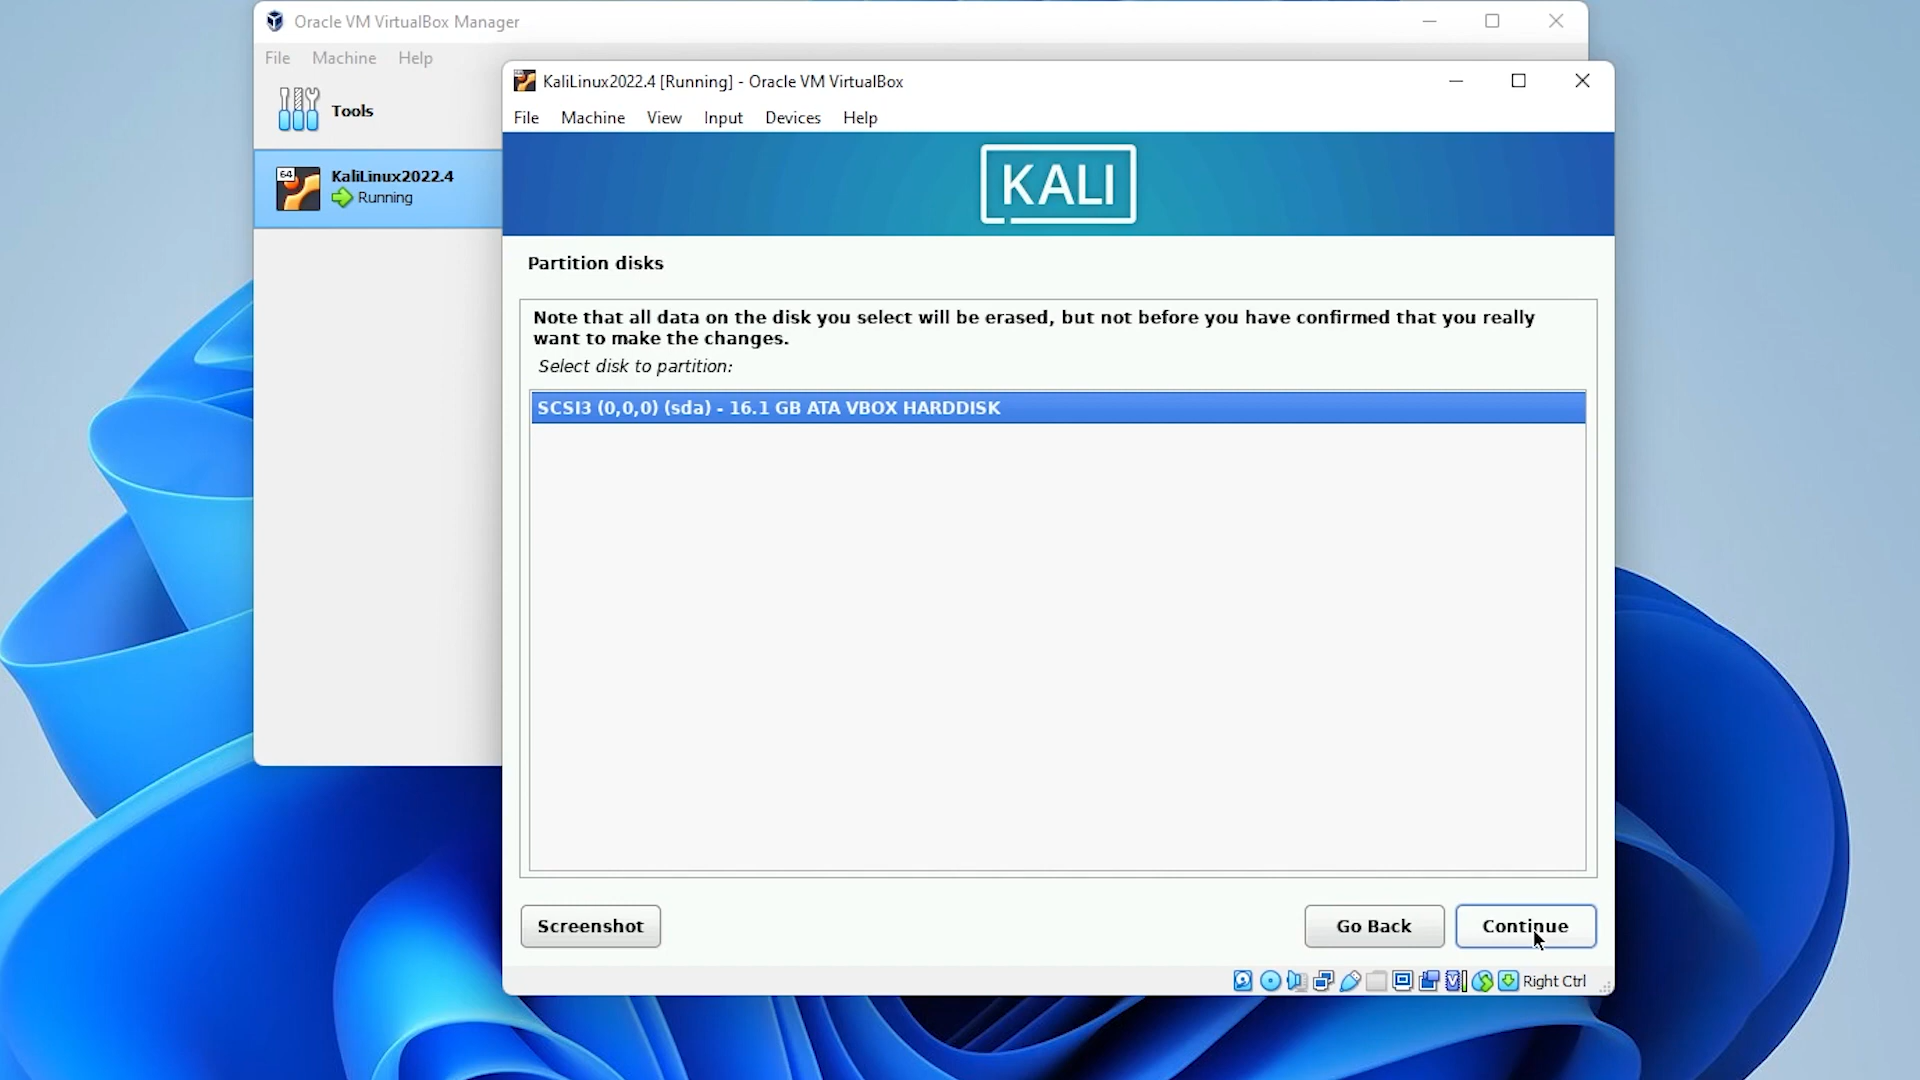 Oracle VM VirtualBox Manager
File Machine Help
Tools
64
KaliLinux2022.4
Running
KaliLinux2022.4 [Running] - Oracle VM VirtualBox
File Machine View Input Devices Help
KALI
Partition disks
Note that all data on the disk you select will be erased, but not before you have confirmed that you really
want to make the changes.
Select disk to partition:
SCSI3 (0,0,0) (sda) - 16.1 GB ATA VBOX HARDDISK
Screenshot
Go Back
Continue
Right Ctrl